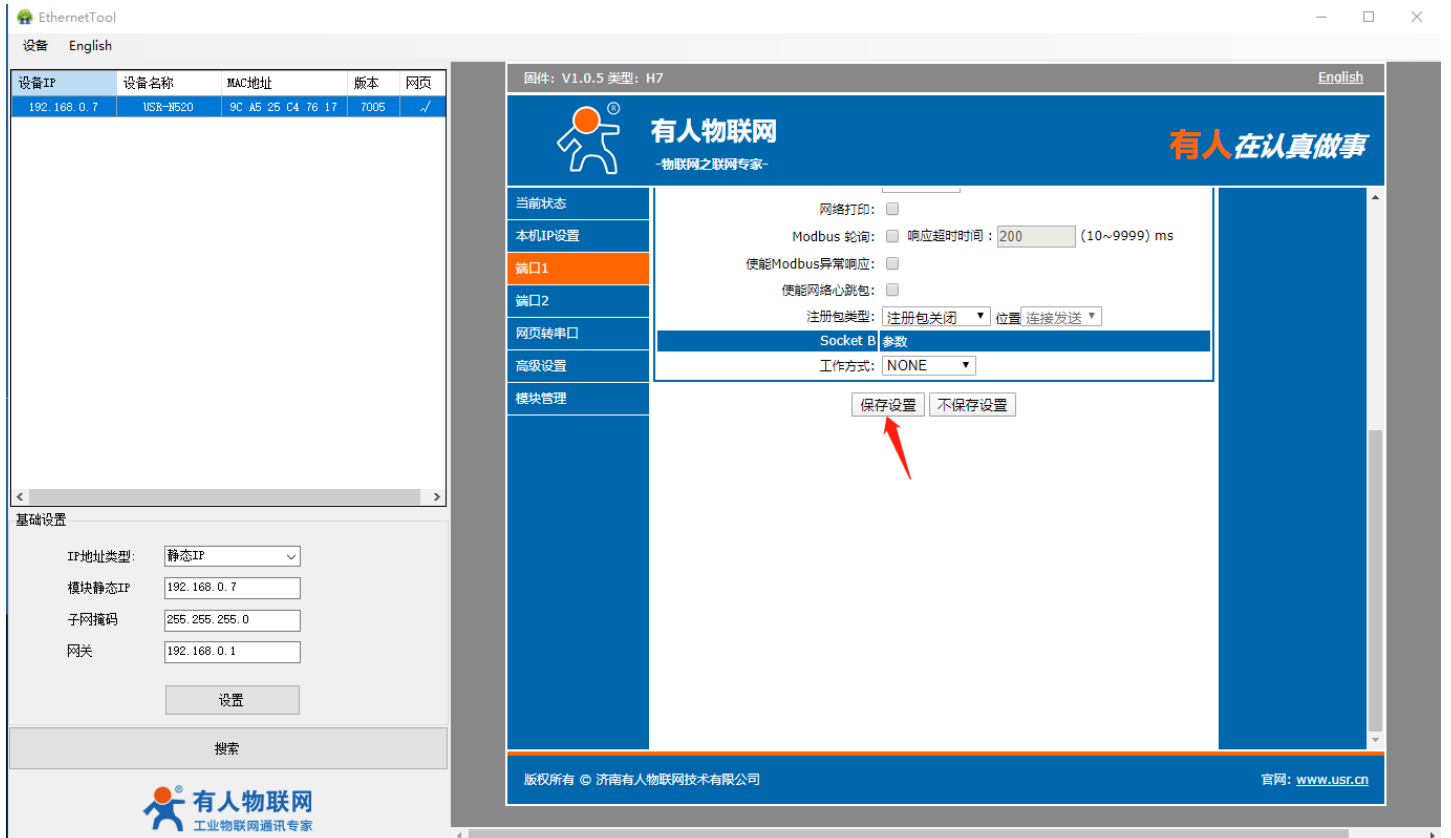 EthernetTool
设备 English
设备IP 设备名称 MAC地址 版本 网页
192.168.0.7 USR-N520 9C A5 25 C4 76 17 7005 √
基础设置
IP地址类型: 静态IP
模块静态IP 192.168.0.7
子网掩码 255.255.255.0
网关 192.168.0.1
设置
搜索
® 有人物联网
工业物联网通讯专家
固件: V1.0.5 类型: H7 English
® 有人物联网
-物联网之联网专家-
有人在认真做事
当前状态
本机IP设置
端口1
端口2
网页转串口
高级设置
模块管理
网络打印:
Modbus 轮询: 响应超时时间 : 200 (10~9999) ms
使能Modbus异常响应:
使能网络心跳包:
注册包类型: 注册包关闭 位置 连接发送
Socket B 参数
工作方式: NONE
保存设置 不保存设置
版权所有 © 济南有人物联网技术有限公司 官网: www.usr.cn